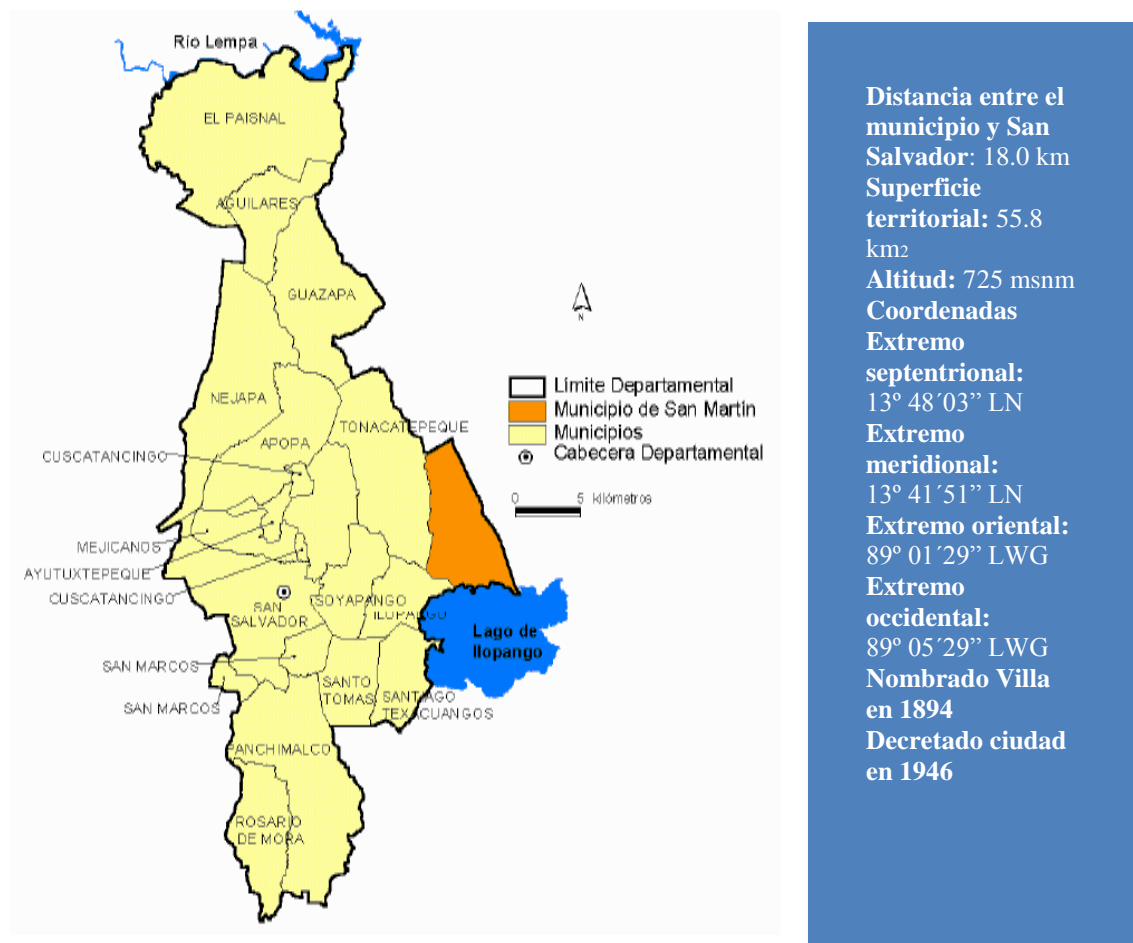 Río Lempa
EL PAISNAL
AGUILARES
GUAZAPA
N
NEJAPA
APOPA
TONACATEPEQUE
CUSCATANCINGO
Límite Departamental
Municipio de San Martín
Municipios
Cabecera Departamental
0 5 kilómetros
MEJICANOS
AYUTUXTEPEQUE
CUSCATANCINGO
SAN
SALVADOR
SOYAPANGO
ILOPANGO
Lago de
Ilopango
SAN MARCOS
SAN MARCOS
SANTO
TOMAS
SANTIAGO
TEXACUANGOS
PANCHIMALCO
ROSARIO
DE MORA
Distancia entre el
municipio y San
Salvador: 18.0 km
Superficie
territorial: 55.8
km2
Altitud: 725 msnm
Coordenadas
Extremo
septentrional:
13º 48´03” LN
Extremo
meridional:
13º 41´51” LN
Extremo oriental:
89º 01´29” LWG
Extremo
occidental:
89º 05´29” LWG
Nombrado Villa
en 1894
Decretado ciudad
en 1946